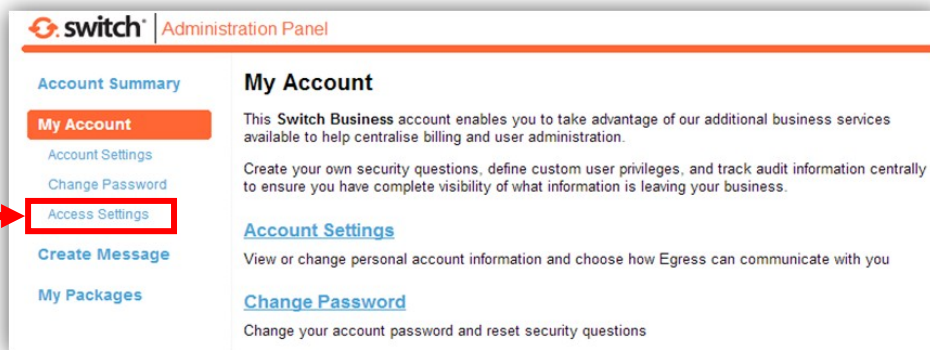 switch Administration Panel
Account Summary
My Account
Account Settings
Change Password
Access Settings
Create Message
My Packages
My Account
This Switch Business account enables you to take advantage of our additional business services
available to help centralise billing and user administration.
Create your own security questions, define custom user privileges, and track audit information centrally
to ensure you have complete visibility of what information is leaving your business.
Account Settings
View or change personal account information and choose how Egress can communicate with you
Change Password
Change your account password and reset security questions